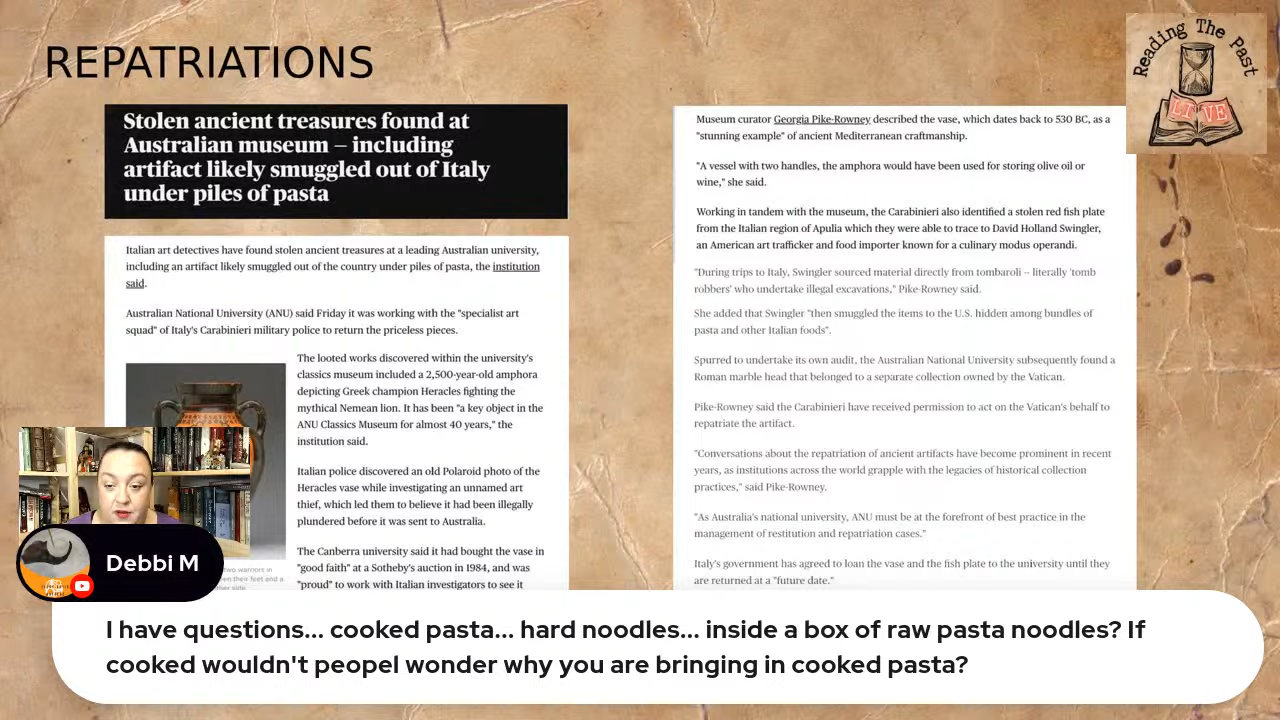 REPATRIATIONS
Reading The Past
LIVE
Stolen ancient treasures found at
Australian museum – including
artifact likely smuggled out of Italy
under piles of pasta
Italian art detectives have found stolen ancient treasures at a leading Australian university,
including an artifact likely smuggled out of the country under piles of pasta, the institution
said.
Australian National University (ANU) said Friday it was working with the "specialist art
squad" of Italy's Carabinieri military police to return the priceless pieces.
The looted works discovered within the university's
classics museum included a 2,500-year-old amphora
depicting Greek champion Heracles fighting the
mythical Nemean lion. It has been "a key object in the
ANU Classics Museum for almost 40 years," the
institution said.
Italian police discovered an old Polaroid photo of the
Heracles vase while investigating an unnamed art
thief, which led them to believe it had been illegally
plundered before it was sent to Australia.
The Canberra university said it had bought the vase in
"good faith" at a Sotheby's auction in 1984, and was
"proud" to work with Italian investigators to see it
two warriors in
en their feet and a
Museum curator Georgia Pike-Rowney described the vase, which dates back to 530 BC, as a
"stunning example" of ancient Mediterranean craftmanship.
"A vessel with two handles, the amphora would have been used for storing olive oil or
wine," she said.
Working in tandem with the museum, the Carabinieri also identified a stolen red fish plate
from the Italian region of Apulia which they were able to trace to David Holland Swingler,
an American art trafficker and food importer known for a culinary modus operandi.
"During trips to Italy, Swingler sourced material directly from tombaroli – literally 'tomb
robbers' who undertake illegal excavations," Pike-Rowney said.
She added that Swingler "then smuggled the items to the U.S. hidden among bundles of
pasta and other Italian foods".
Spurred to undertake its own audit, the Australian National University subsequently found a
Roman marble head that belonged to a separate collection owned by the Vatican.
Pike-Rowney said the Carabinieri have received permission to act on the Vatican's behalf to
repatriate the artifact.
"Conversations about the repatriation of ancient artifacts have become prominent in recent
years, as institutions across the world grapple with the legacies of historical collection
practices," said Pike-Rowney.
"As Australia's national university, ANU must be at the forefront of best practice in the
management of restitution and repatriation cases."
Italy's government has agreed to loan the vase and the fish plate to the university until they
are returned at a "future date."
Debbi M
I have questions... cooked pasta... hard noodles... inside a box of raw pasta noodles? If
cooked wouldn't peopel wonder why you are bringing in cooked pasta?